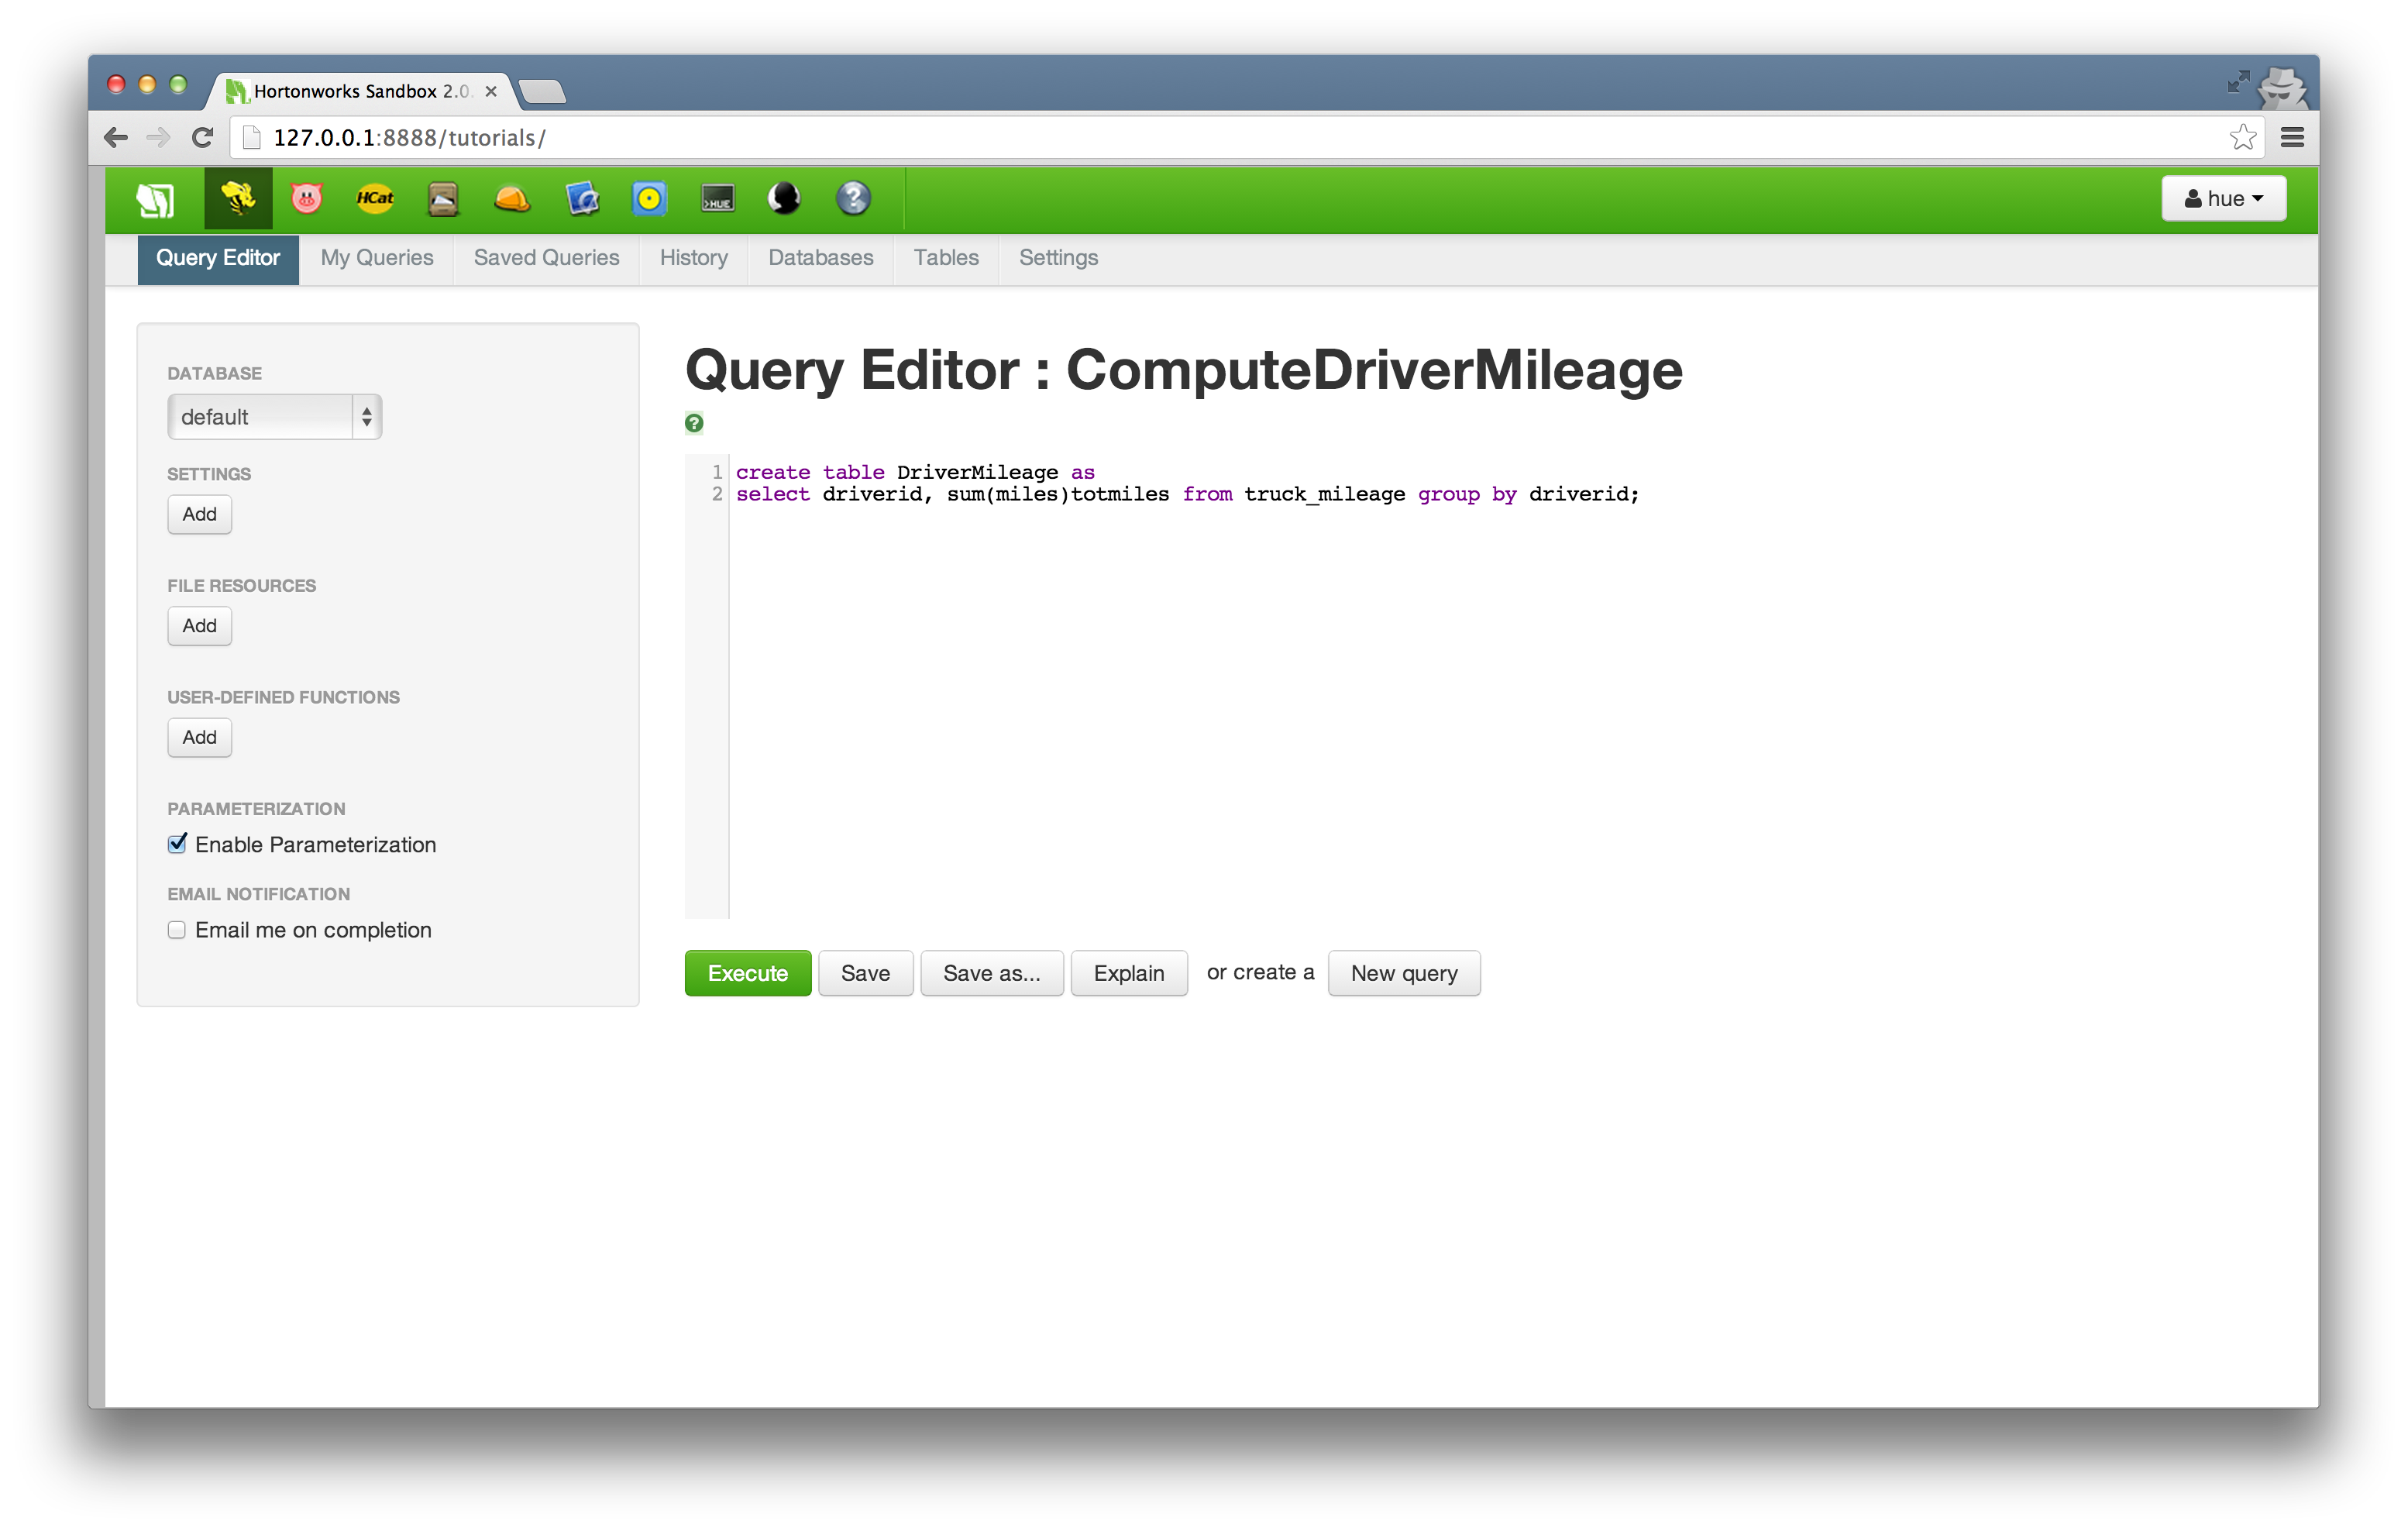 Hortonworks Sandbox 2.0.
127.0.0.1:8888/tutorials/
HCat
>HUE
?
hue
Query Editor My Queries Saved Queries History Databases Tables Settings
DATABASE
default
SETTINGS
Add
FILE RESOURCES
Add
USER-DEFINED FUNCTIONS
Add
PARAMETERIZATION
Enable Parameterization
EMAIL NOTIFICATION
Email me on completion
Query Editor : ComputeDriverMileage
?
1 create table DriverMileage as
2 select driverid, sum(miles)totmiles from truck_mileage group by driverid;
Execute Save Save as... Explain or create a New query